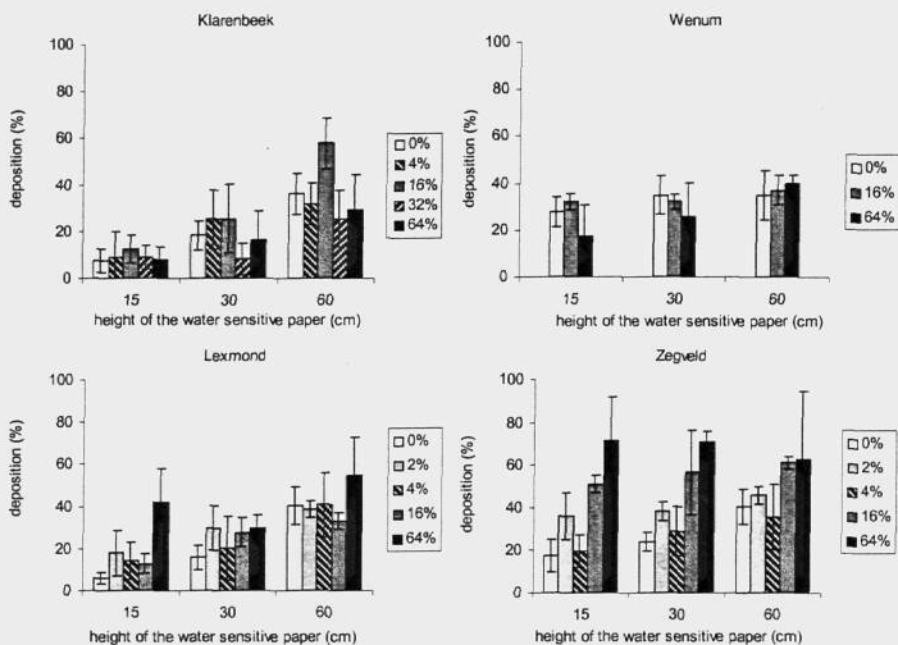 Klarenbeek
100
80
60
40
20
0
deposition (%)
15 30 60
height of the water sensitive paper (cm)
0%
4%
16%
32%
64%
Wenum
100
80
60
40
20
0
deposition (%)
15 30 60
height of the water sensitive paper (cm)
0%
16%
64%
Lexmond
100
80
60
40
20
0
deposition (%)
15 30 60
height of the water sensitive paper (cm)
0%
2%
4%
16%
64%
Zegveld
100
80
60
40
20
0
deposition (%)
15 30 60
height of the water sensitive paper (cm)
0%
2%
4%
16%
64%